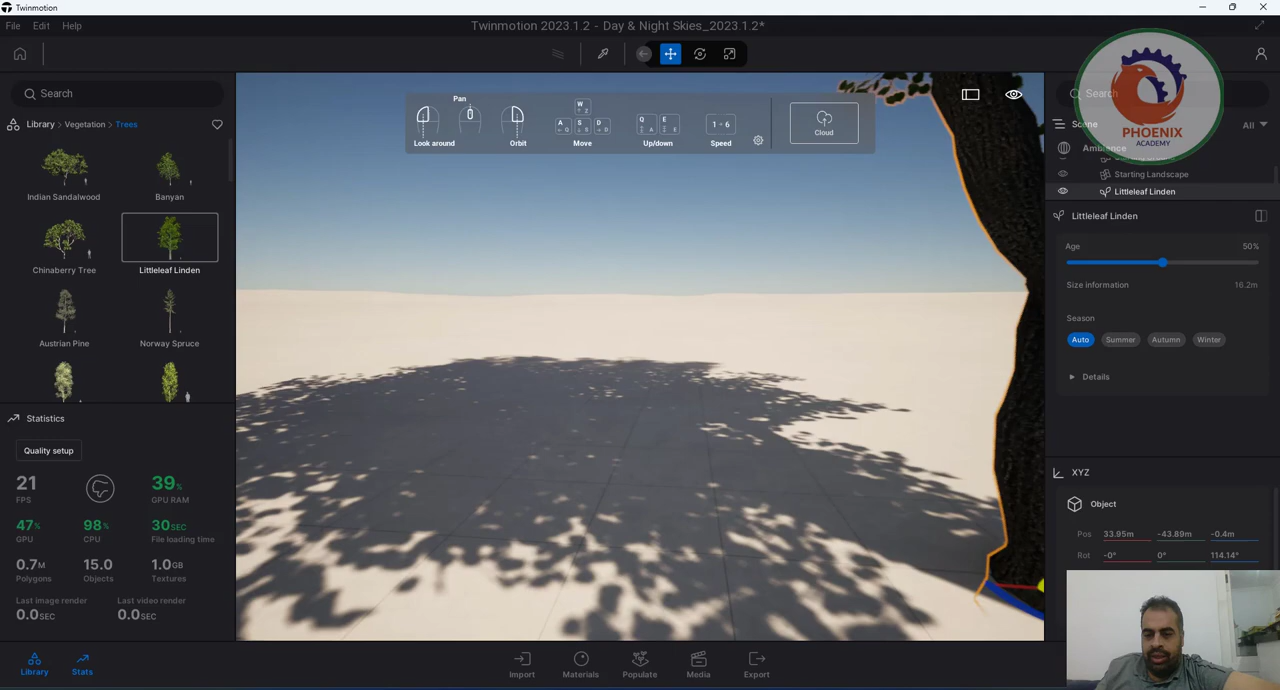 Twinmotion
File Edit Help
Twinmotion 2023.1.2 - Day & Night Skies_2023.1.2*
Search
Library > Vegetation > Trees
Indian Sandalwood
Banyan
Chinaberry Tree
Littleleaf Linden
Austrian Pine
Norway Spruce
Statistics
Quality setup
21
FPS
39%
GPU RAM
47%
GPU
98%
CPU
30SEC
File loading time
0.7M
Polygons
15.0
Objects
1.0GB
Textures
Last image render
0.0SEC
Last video render
0.0SEC
Library
Stats
Pan
Look around
Orbit
W
A S D
Move
Q E
Up/down
1 - 6
Speed
Cloud
Import
Materials
Populate
Media
Export
Search
PHOENIX
ACADEMY
Scene
All
Ambience
Starting Landscape
Littleleaf Linden
Littleleaf Linden
Age
50%
Size information
16.2m
Season
Auto
Summer
Autumn
Winter
Details
XYZ
Object
Pos 33.95m -43.89m -0.4m
Rot -0° 0° 114.14°